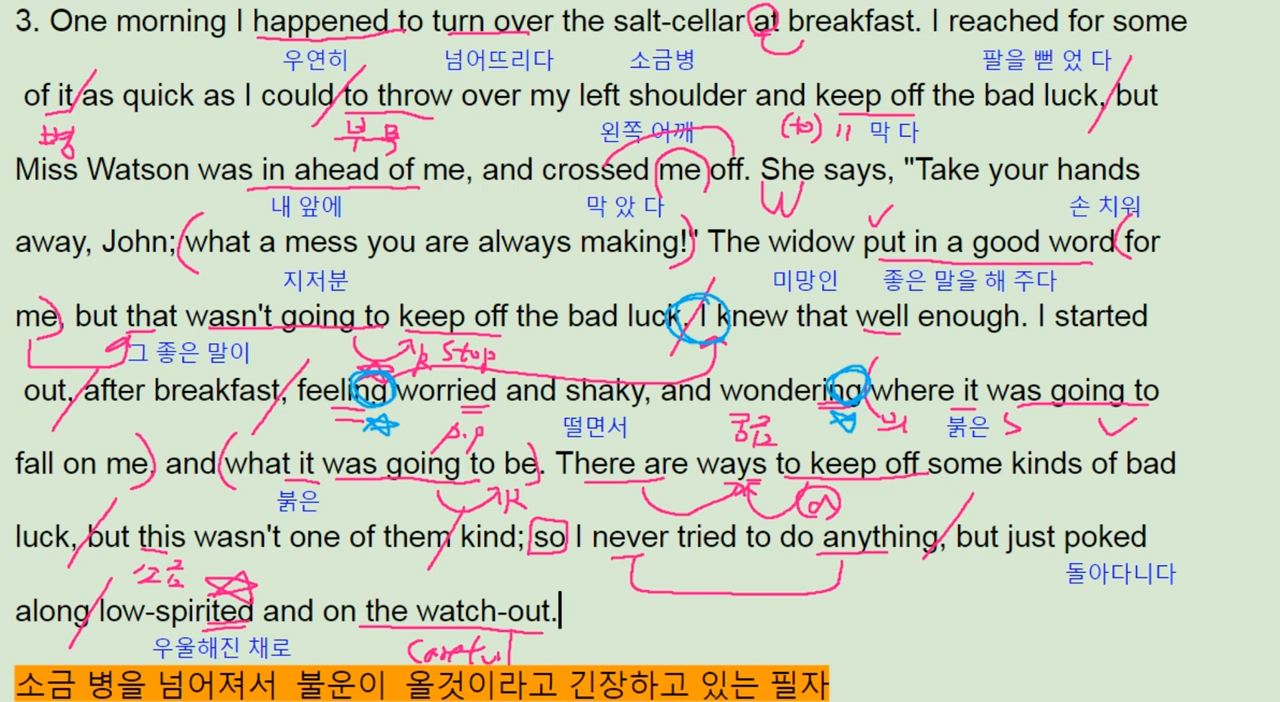 3. One morning I happened to turn over the salt-cellar at breakfast. I reached for some
우연히 넘어뜨리다 소금병 팔을 뻗 었 다
of it as quick as I could to throw over my left shoulder and keep off the bad luck, but
병 부 목 왼쪽 어깨 (to) 막 다
Miss Watson was in ahead of me, and crossed me off. She says, "Take your hands
내 앞에 막 았 다 W 손 치워
away, John; what a mess you are always making!" The widow put in a good word for
지저분 미망인 좋은 말을 해 주다
me, but that wasn't going to keep off the bad luck, I knew that well enough. I started
그 좋은 말이 stop
out, after breakfast, feeling worried and shaky, and wondering where it was going to
p.p 떨면서 궁금 붉은 S
fall on me, and what it was going to be. There are ways to keep off some kinds of bad
붉은
luck, but this wasn't one of them kind; so I never tried to do anything, but just poked
소금 돌아다니다
along low-spirited and on the watch-out.
우울해진 채로 careful
소금 병을 넘어져서 불운이 올것이라고 긴장하고 있는 필자